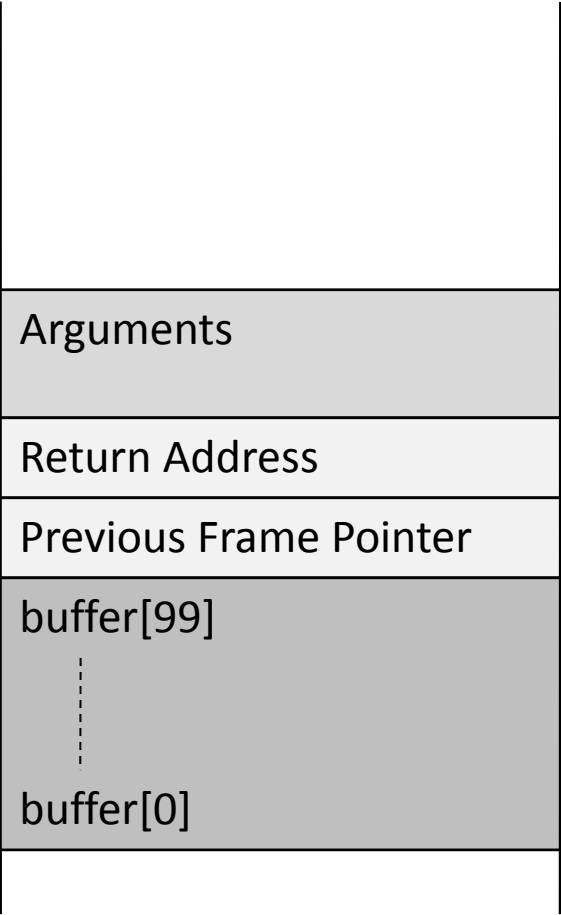 Arguments
Return Address
Previous Frame Pointer
buffer[99]
buffer[0]